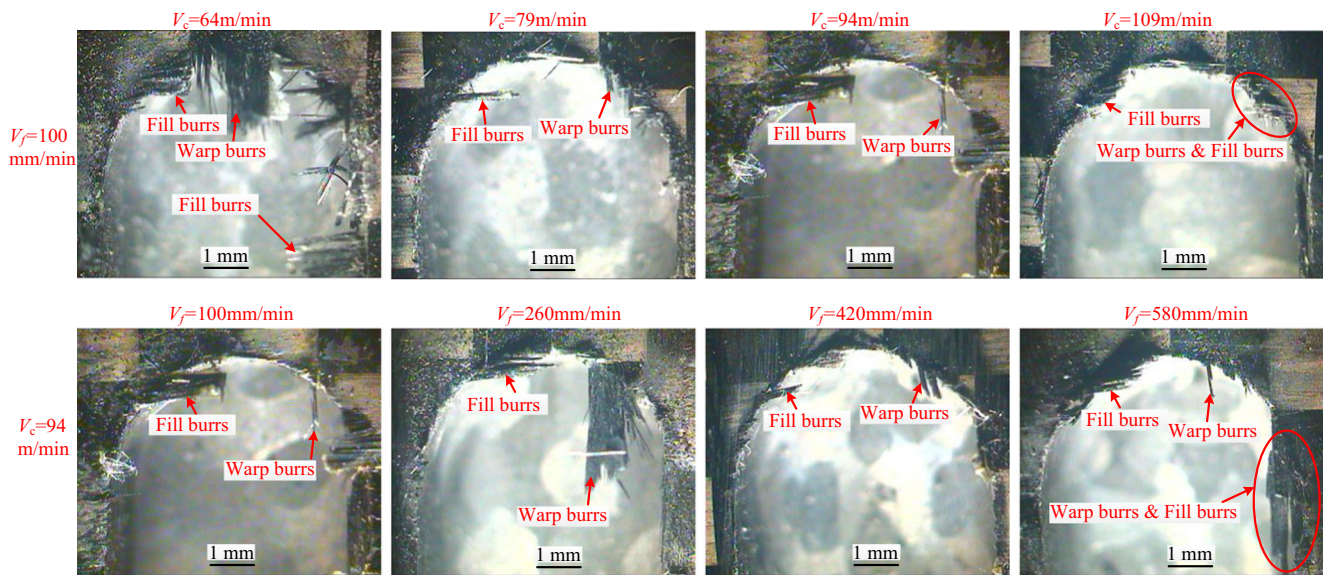 Vc=64m/min
Vc=79m/min
Vc=94m/min
Vc=109m/min
Vf=100
mm/min
Fill burrs
Warp burrs
Fill burrs
1 mm
Fill burrs
Warp burrs
1 mm
Fill burrs
Warp burrs
1 mm
Fill burrs
Warp burrs & Fill burrs
1 mm
Vf=100mm/min
Vf=260mm/min
Vf=420mm/min
Vf=580mm/min
Vc=94
m/min
Fill burrs
Warp burrs
1 mm
Fill burrs
Warp burrs
1 mm
Fill burrs
Warp burrs
1 mm
Fill burrs
Warp burrs
Warp burrs & Fill burrs
1 mm